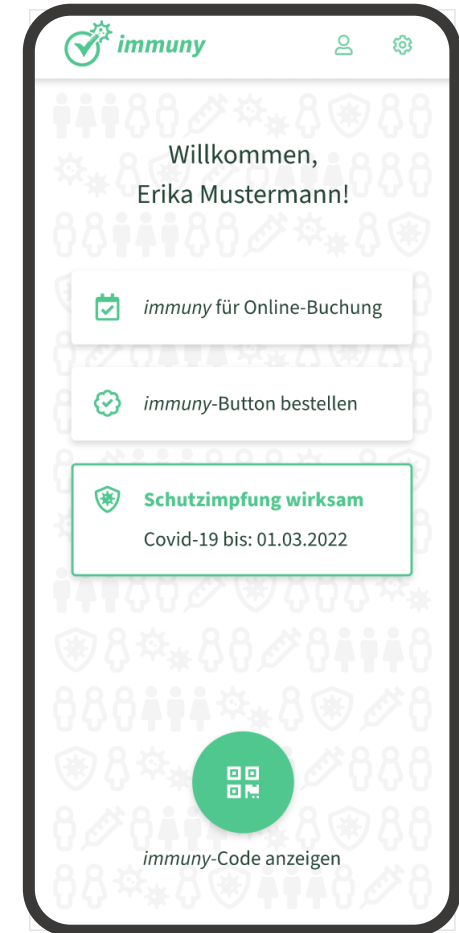 immuny
Willkommen,
Erika Mustermann!
immuny für Online-Buchung
immuny-Button bestellen
Schutzimpfung wirksam
Covid-19 bis: 01.03.2022
immuny-Code anzeigen